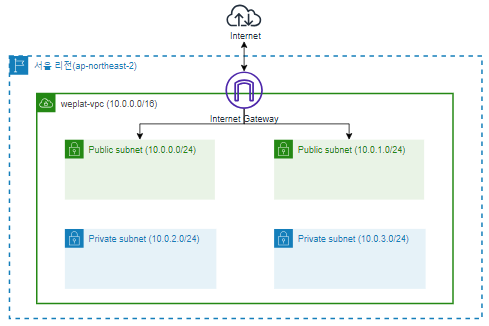 Internet
서울 리전(ap-northeast-2)
weplat-vpc (10.0.0.0/16)
Internet Gateway
Public subnet (10.0.0.0/24)
Public subnet (10.0.1.0/24)
Private subnet (10.0.2.0/24)
Private subnet (10.0.3.0/24)